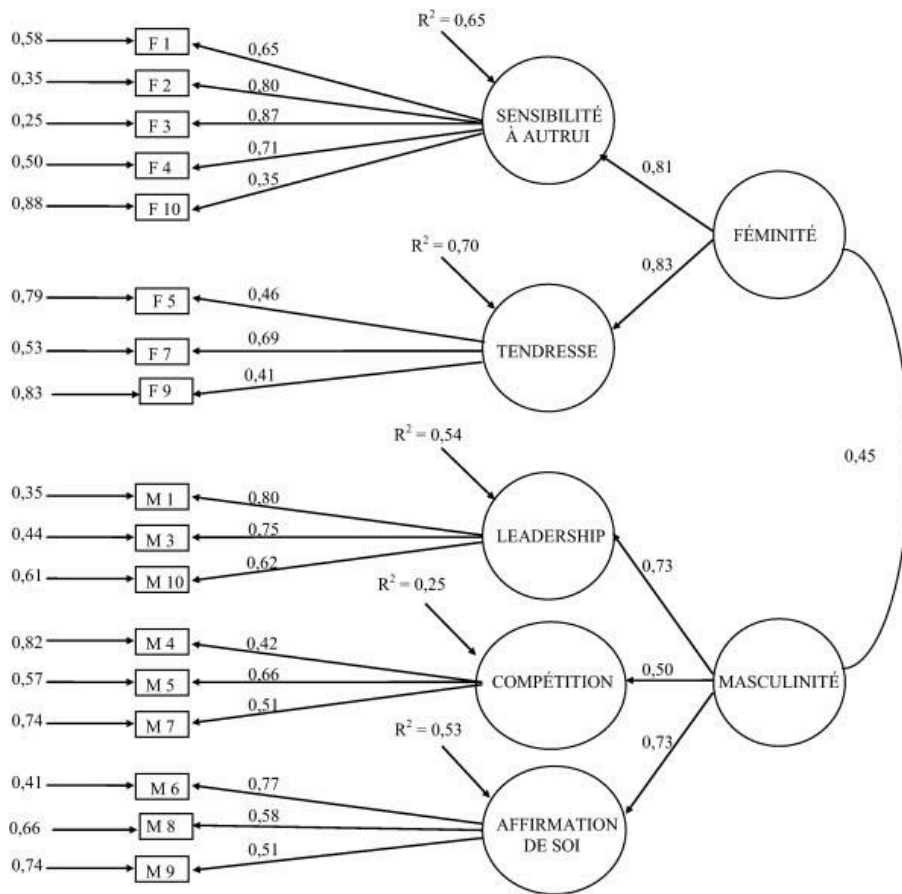 R² = 0,65
0,58
F 1
0,65
0,35
F 2
0,80
0,25
F 3
0,87
SENSIBILITÉ
À AUTRUI
0,50
F 4
0,71
0,88
F 10
0,35
0,81
FÉMINITÉ
R² = 0,70
0,83
0,79
F 5
0,46
0,53
F 7
0,69
TENDRESSE
0,83
F 9
0,41
R² = 0,54
0,45
0,35
M 1
0,80
0,44
M 3
0,75
LEADERSHIP
0,61
M 10
0,62
0,73
R² = 0,25
0,82
M 4
0,42
0,57
M 5
0,66
COMPÉTITION
0,50
MASCULINITÉ
0,74
M 7
0,51
R² = 0,53
0,73
0,41
M 6
0,77
0,66
M 8
0,58
AFFIRMATION
DE SOI
0,74
M 9
0,51